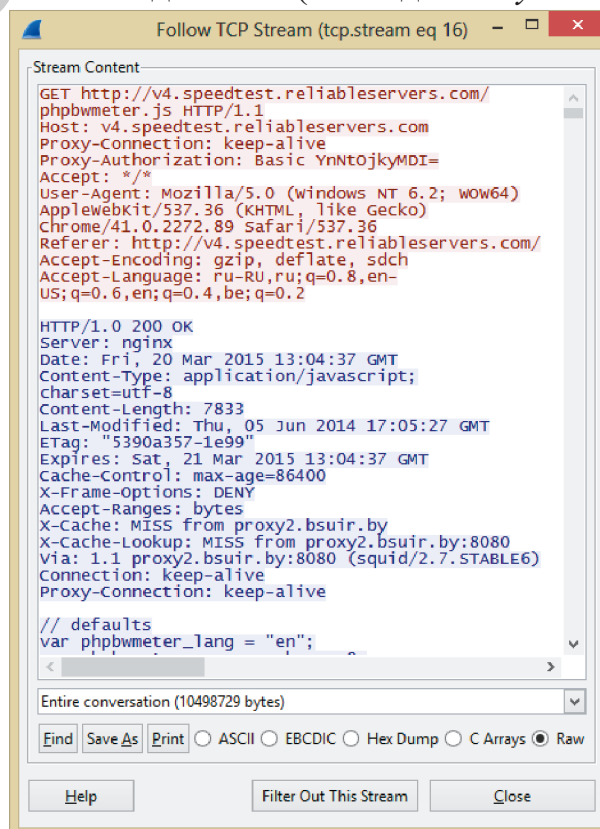 Follow TCP Stream (tcp.stream eq 16)
Stream Content
GET http://v4.speedtest.reliableservers.com/
phpbwmeter.js HTTP/1.1
Host: v4.speedtest.reliableservers.com
Proxy-Connection: keep-alive
Proxy-Authorization: Basic YnNtOjkyMDI=
Accept: */*
User-Agent: Mozilla/5.0 (Windows NT 6.2; WOW64)
AppleWebKit/537.36 (KHTML, like Gecko)
Chrome/41.0.2272.89 Safari/537.36
Referer: http://v4.speedtest.reliableservers.com/
Accept-Encoding: gzip, deflate, sdch
Accept-Language: ru-RU,ru;q=0.8,en-
US;q=0.6,en;q=0.4,be;q=0.2
HTTP/1.0 200 OK
Server: nginx
Date: Fri, 20 Mar 2015 13:04:37 GMT
Content-Type: application/javascript;
charset=utf-8
Content-Length: 7833
Last-Modified: Thu, 05 Jun 2014 17:05:27 GMT
ETag: "5390a357-1e99"
Expires: Sat, 21 Mar 2015 13:04:37 GMT
Cache-Control: max-age=86400
X-Frame-Options: DENY
Accept-Ranges: bytes
X-Cache: MISS from proxy2.bsuir.by
X-Cache-Lookup: MISS from proxy2.bsuir.by:8080
Via: 1.1 proxy2.bsuir.by:8080 (squid/2.7.STABLE6)
Connection: keep-alive
Proxy-Connection: keep-alive
// defaults
var phpbwmeter_lang = "en";
Entire conversation (10498729 bytes)
Find Save As Print ASCII EBCDIC Hex Dump C Arrays Raw
Help Filter Out This Stream Close